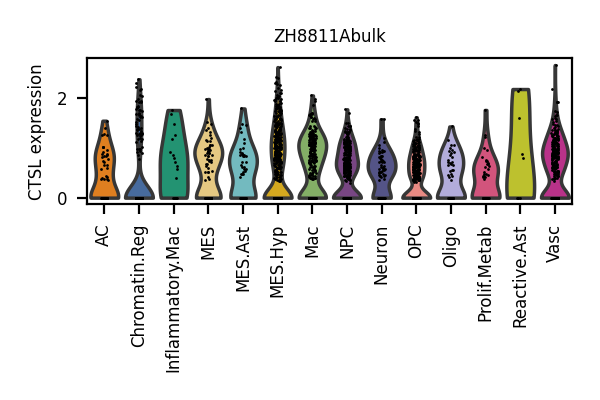 ZH8811Abulk
CTSL expression
2
0
AC
Chromatin.Reg
Inflammatory.Mac
MES
MES.Ast
MES.Hyp
Mac
NPC
Neuron
OPC
Oligo
Prolif.Metab
Reactive.Ast
Vasc